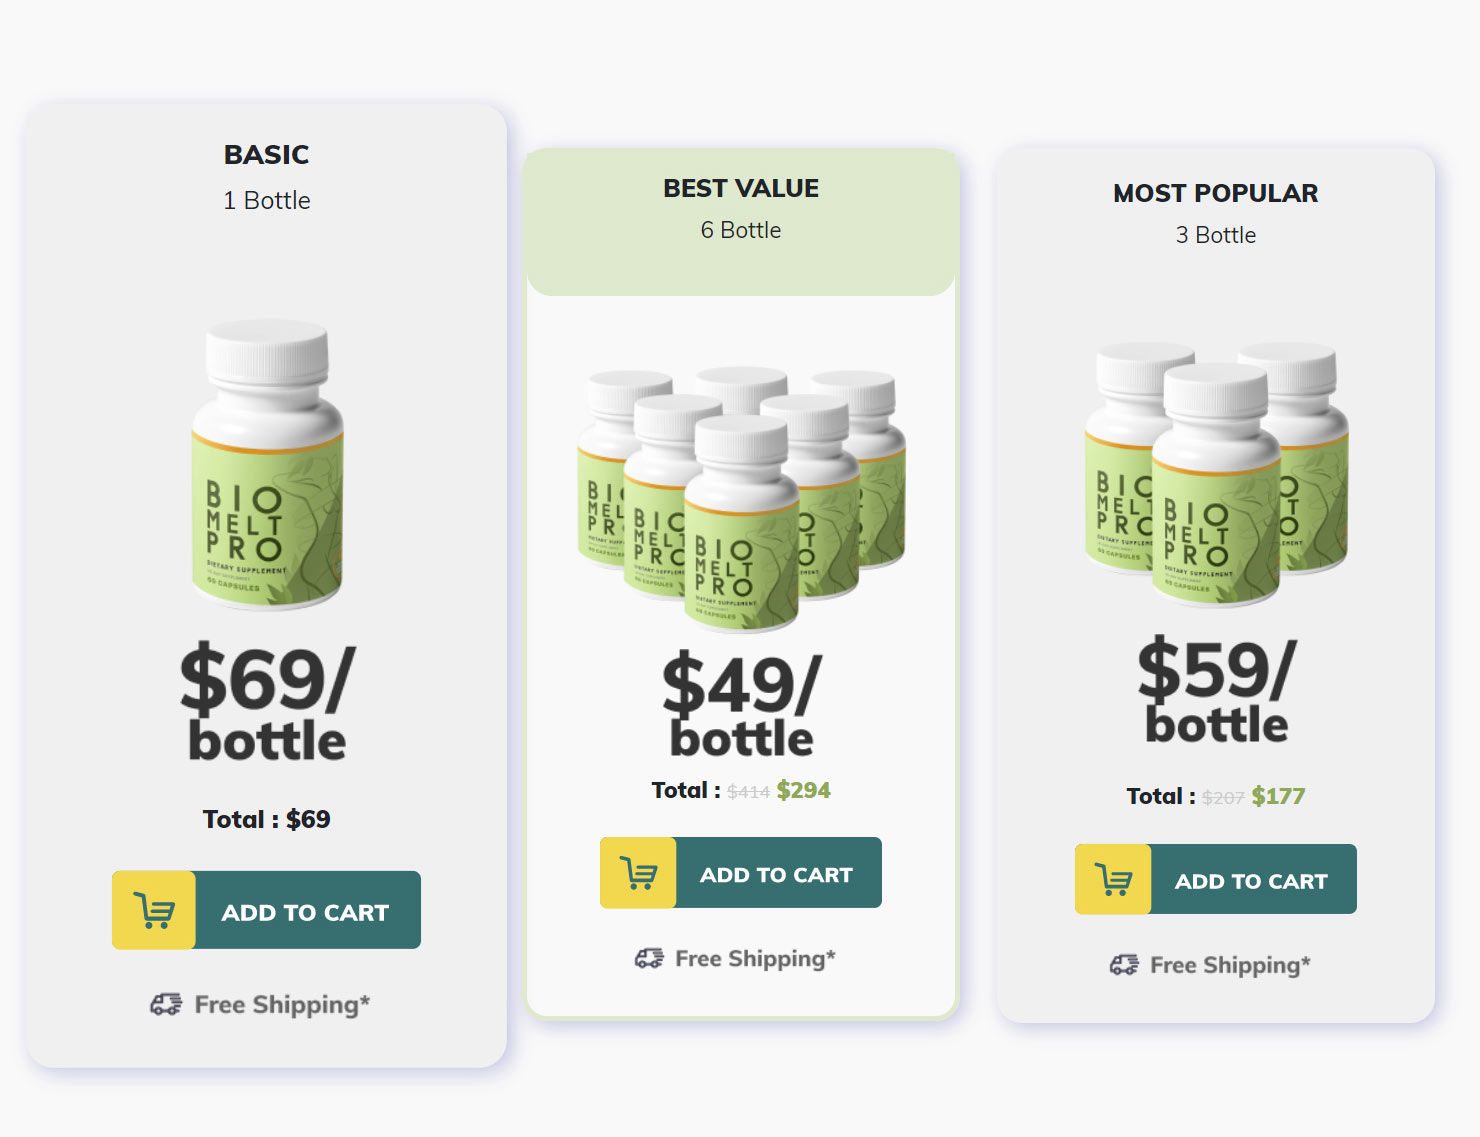 BASIC
1 Bottle
BIO
MELT
PRO
DIETARY SUPPLEMENT
60 CAPSULES
$69/
bottle
Total : $69
ADD TO CART
Free Shipping*
BEST VALUE
6 Bottle
BIO
MELT
PRO
DIETARY SUPPLEMENT
60 CAPSULES
$49/
bottle
Total : $414 $294
ADD TO CART
Free Shipping*
MOST POPULAR
3 Bottle
BIO
MELT
PRO
DIETARY SUPPLEMENT
60 CAPSULES
$59/
bottle
Total : $207 $177
ADD TO CART
Free Shipping*